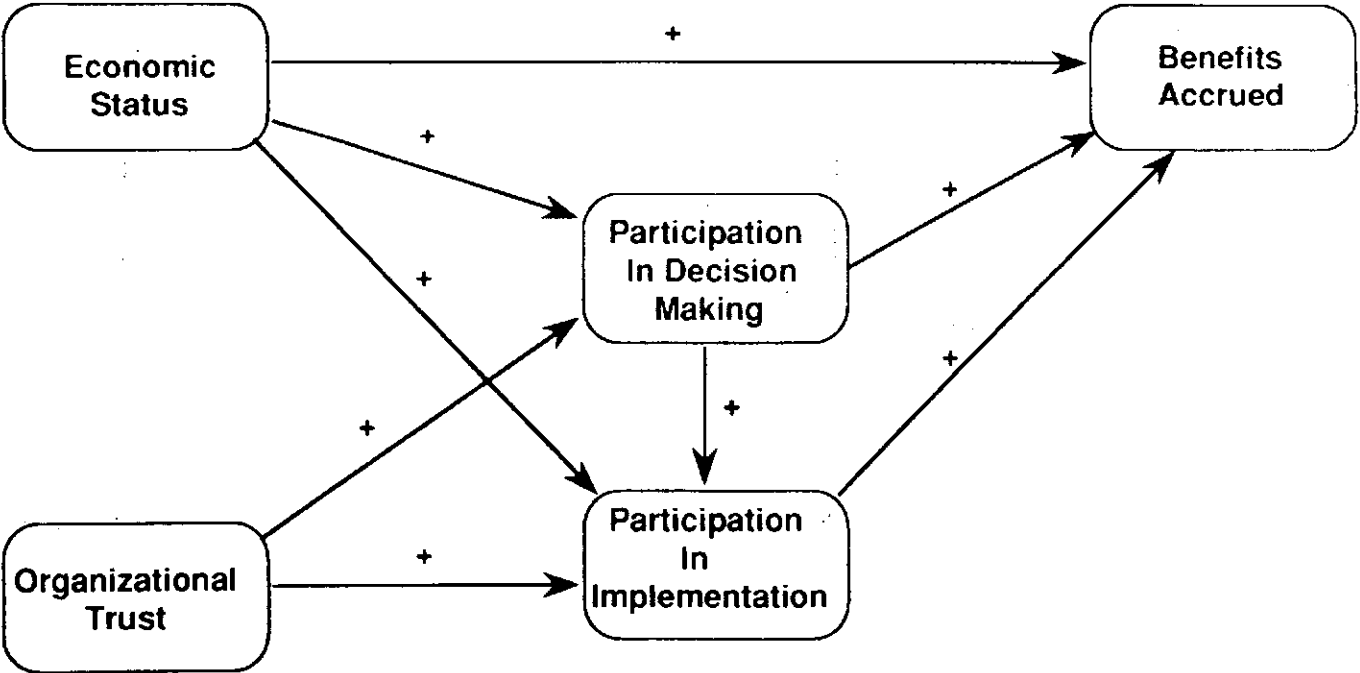 Economic
Status
+
Benefits
Accrued
+
+
Participation
In Decision
Making
+
+
+
+
+
Organizational
Trust
+
Participation
In
Implementation